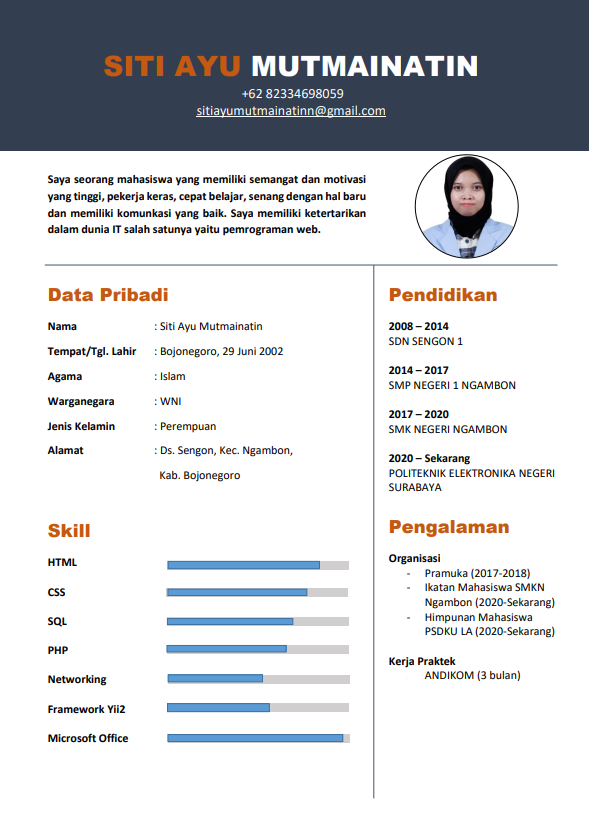 SITI AYU MUTMAINATIN
+62 82334698059
sitiayumutmainatinn@gmail.com
Saya seorang mahasiswa yang memiliki semangat dan motivasi
yang tinggi, pekerja keras, cepat belajar, senang dengan hal baru
dan memiliki komunkasi yang baik. Saya memiliki ketertarikan
dalam dunia IT salah satunya yaitu pemrograman web.
Data Pribadi
Nama : Siti Ayu Mutmainatin
Tempat/Tgl. Lahir : Bojonegoro, 29 Juni 2002
Agama : Islam
Warganegara : WNI
Jenis Kelamin : Perempuan
Alamat : Ds. Sengon, Kec. Ngambon,
Kab. Bojonegoro
Skill
HTML
CSS
SQL
PHP
Networking
Framework Yii2
Microsoft Office
Pendidikan
2008 – 2014
SDN SENGON 1
2014 – 2017
SMP NEGERI 1 NGAMBON
2017 – 2020
SMK NEGERI NGAMBON
2020 – Sekarang
POLITEKNIK ELEKTRONIKA NEGERI
SURABAYA
Pengalaman
Organisasi
- Pramuka (2017-2018)
- Ikatan Mahasiswa SMKN
Ngambon (2020-Sekarang)
- Himpunan Mahasiswa
PSDKU LA (2020-Sekarang)
Kerja Praktek
ANDIKOM (3 bulan)